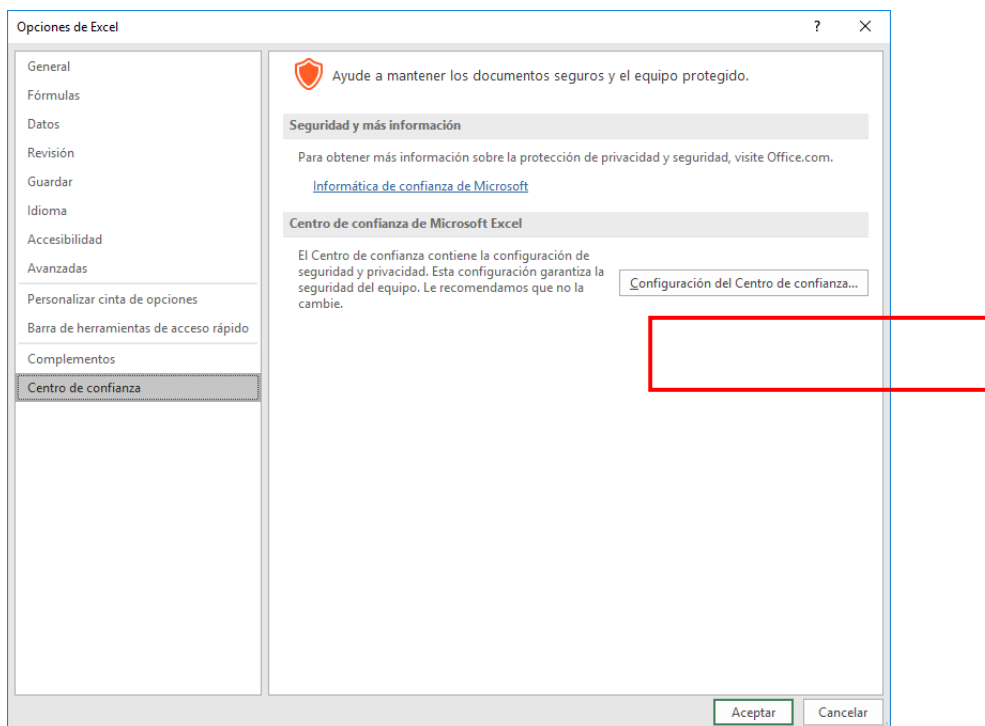 Opciones de Excel
?
General
Fórmulas
Datos
Revisión
Guardar
Idioma
Accesibilidad
Avanzadas
Personalizar cinta de opciones
Barra de herramientas de acceso rápido
Complementos
Centro de confianza
Ayude a mantener los documentos seguros y el equipo protegido.
Seguridad y más información
Para obtener más información sobre la protección de privacidad y seguridad, visite Office.com.
Informática de confianza de Microsoft
Centro de confianza de Microsoft Excel
El Centro de confianza contiene la configuración de
seguridad y privacidad. Esta configuración garantiza la
seguridad del equipo. Le recomendamos que no la
cambie.
Configuración del Centro de confianza...
Aceptar
Cancelar